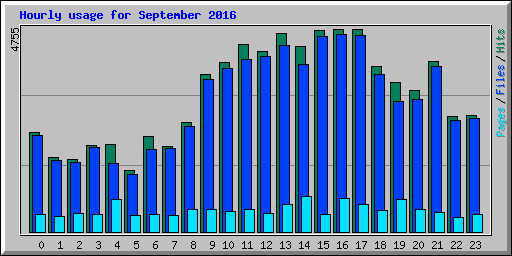 Hourly usage for September 2016
4755
Pages/Files/Hits
0 1 2 3 4 5 6 7 8 9 10 11 12 13 14 15 16 17 18 19 20 21 22 23